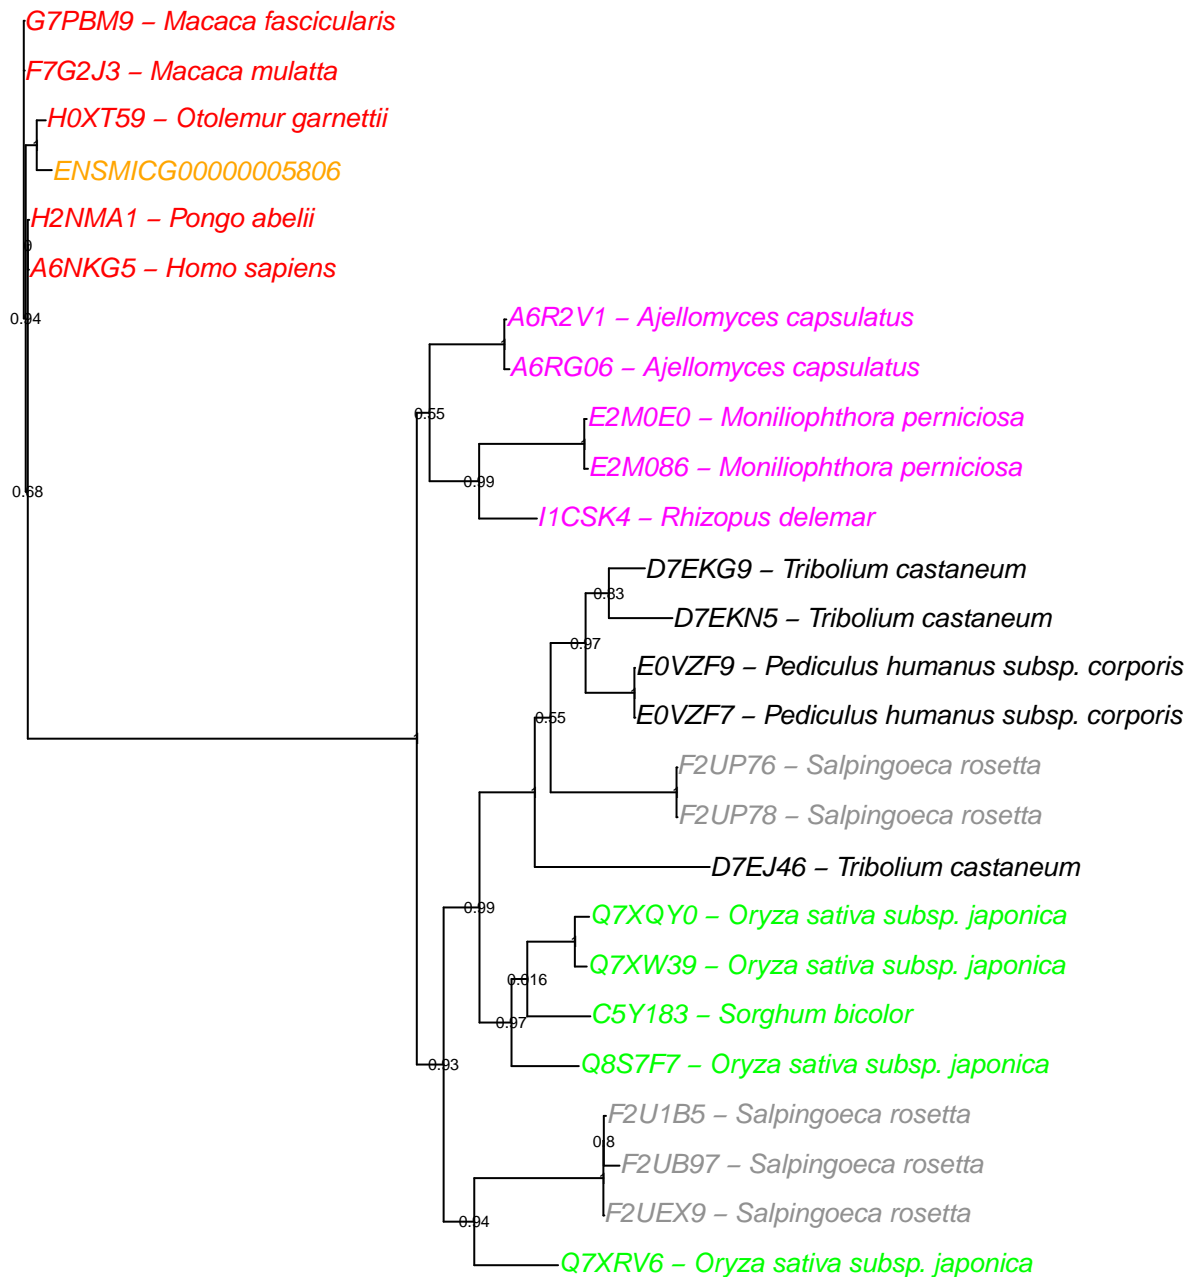 G7PBM9 − Macaca fascicularis
F7G2J3 − Macaca mulatta
H0XT59 − Otolemur garnettii
ENSMICG00000005806
H2NMA1 − Pongo abelii
A6NKG5 − Homo sapiens
0.94
A6R2V1 − Ajellomyces capsulatus
A6RG06 − Ajellomyces capsulatus
0.55
E2M0E0 − Moniliophthora perniciosa
E2M086 − Moniliophthora perniciosa
0.99
0.68
I1CSK4 − Rhizopus delemar
D7EKG9 − Tribolium castaneum
0.83
D7EKN5 − Tribolium castaneum
0.97
E0VZF9 − Pediculus humanus subsp. corporis
E0VZF7 − Pediculus humanus subsp. corporis
0.55
F2UP76 − Salpingoeca rosetta
F2UP78 − Salpingoeca rosetta
D7EJ46 − Tribolium castaneum
0.99
Q7XQY0 − Oryza sativa subsp. japonica
Q7XW39 − Oryza sativa subsp. japonica
0.016
C5Y183 − Sorghum bicolor
0.97
Q8S7F7 − Oryza sativa subsp. japonica
0.93
F2U1B5 − Salpingoeca rosetta
0.8
F2UB97 − Salpingoeca rosetta
F2UEX9 − Salpingoeca rosetta
0.94
Q7XRV6 − Oryza sativa subsp. japonica